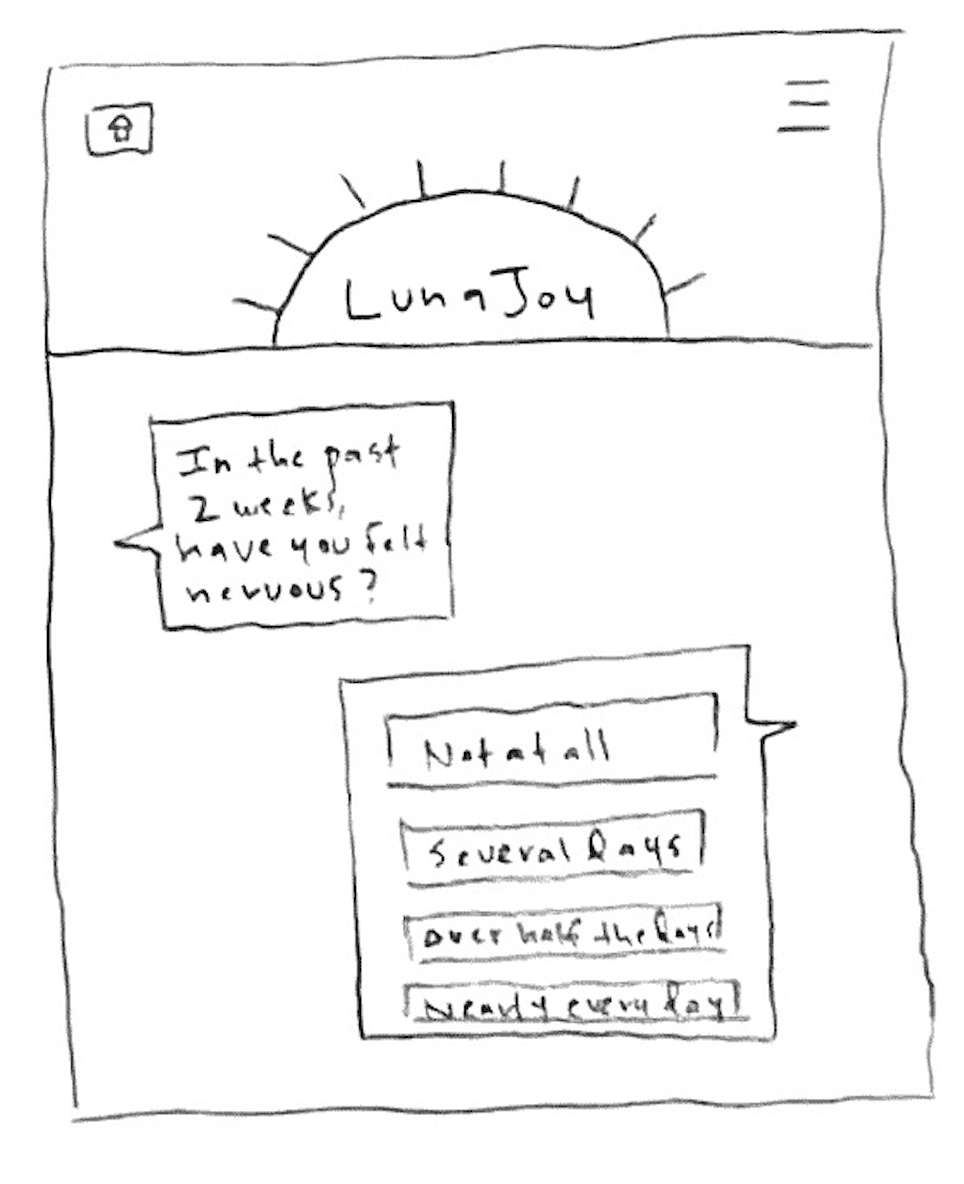 LunaJoy
In the past
2 weeks,
have you felt
nervous?
Not at all
Several days
over half the days
Nearly every day